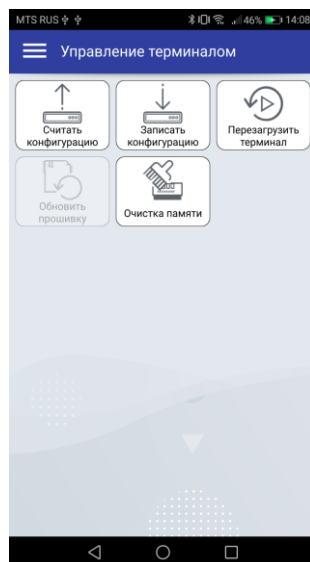 MTS RUS 46% 14:08
Управление терминалом
Считать
конфигурацию
Записать
конфигурацию
Перезагрузить
терминал
Обновить
прошивку
Очистка памяти